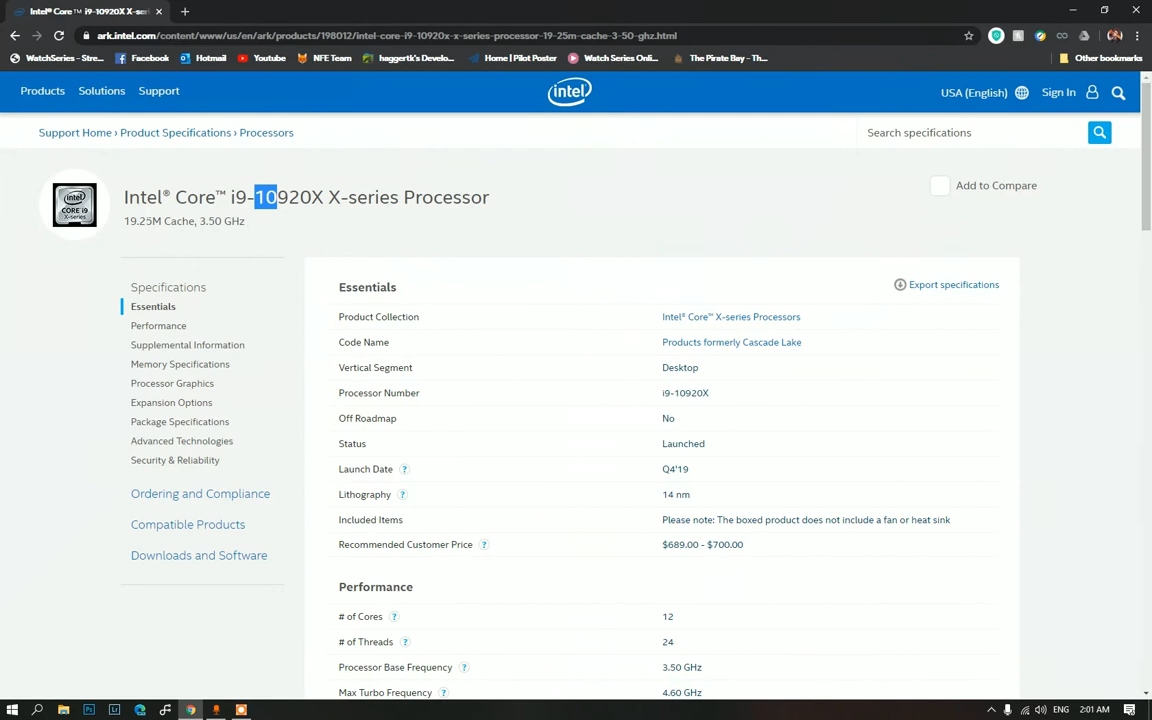 Intel® Core™ i9-10920X X-seri
ark.intel.com/content/www/us/en/ark/products/198012/intel-core-i9-10920x-x-series-processor-19-25m-cache-3-50-ghz.html
WatchSeries - Stre...
Facebook
Hotmail
Youtube
NFE Team
haggertk's Develo...
Home | Pilot Poster
Watch Series Onli...
The Pirate Bay - Th...
Other bookmarks
Products
Solutions
Support
intel
USA (English)
Sign In
Support Home › Product Specifications › Processors
Search specifications
intel
CORE i9
X-series
Intel® Core™ i9-10920X X-series Processor
19.25M Cache, 3.50 GHz
Add to Compare
Specifications
Essentials
Performance
Supplemental Information
Memory Specifications
Processor Graphics
Expansion Options
Package Specifications
Advanced Technologies
Security & Reliability
Ordering and Compliance
Compatible Products
Downloads and Software
Essentials
Export specifications
Product Collection Intel® Core™ X-series Processors
Code Name Products formerly Cascade Lake
Vertical Segment Desktop
Processor Number i9-10920X
Off Roadmap No
Status Launched
Launch Date ? Q4'19
Lithography ? 14 nm
Included Items Please note: The boxed product does not include a fan or heat sink
Recommended Customer Price ? $689.00 - $700.00
Performance
# of Cores ? 12
# of Threads ? 24
Processor Base Frequency ? 3.50 GHz
Max Turbo Frequency ? 4.60 GHz
Ps
Lr
ENG
2:01 AM